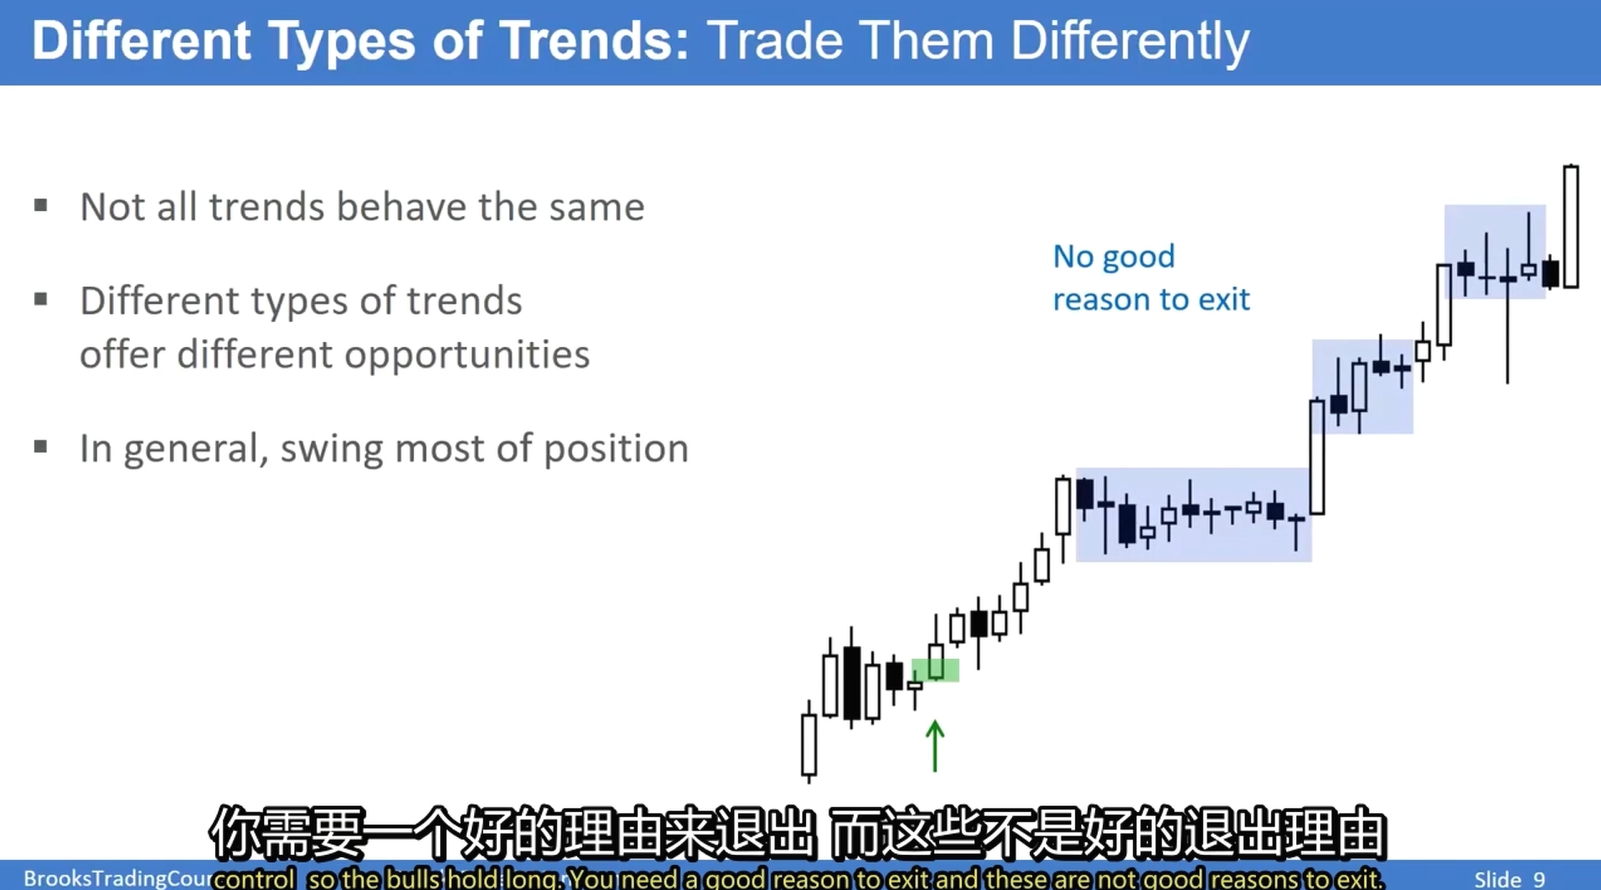 Different Types of Trends: Trade Them Differently
▪ Not all trends behave the same
▪ Different types of trends
offer different opportunities
▪ In general, swing most of position
No good
reason to exit
你需要一个好的理由来退出 而这些不是好的退出理由
control so the bulls hold long. You need a good reason to exit and these are not good reasons to exit.
BrooksTradingCour
Slide 9